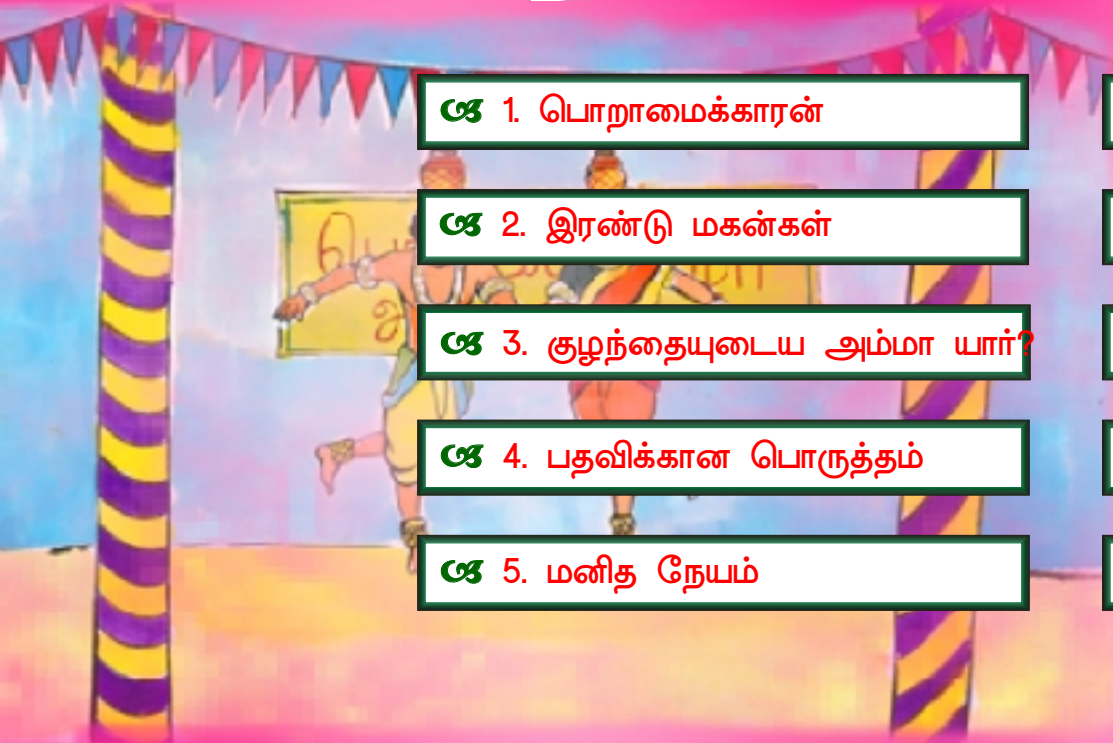 1. பொறாமைக்காரன்
2. இரண்டு மகன்கள்
3. குழந்தையுடைய அம்மா யார்?
4. பதவிக்கான பொருத்தம்
5. மனித நேயம்